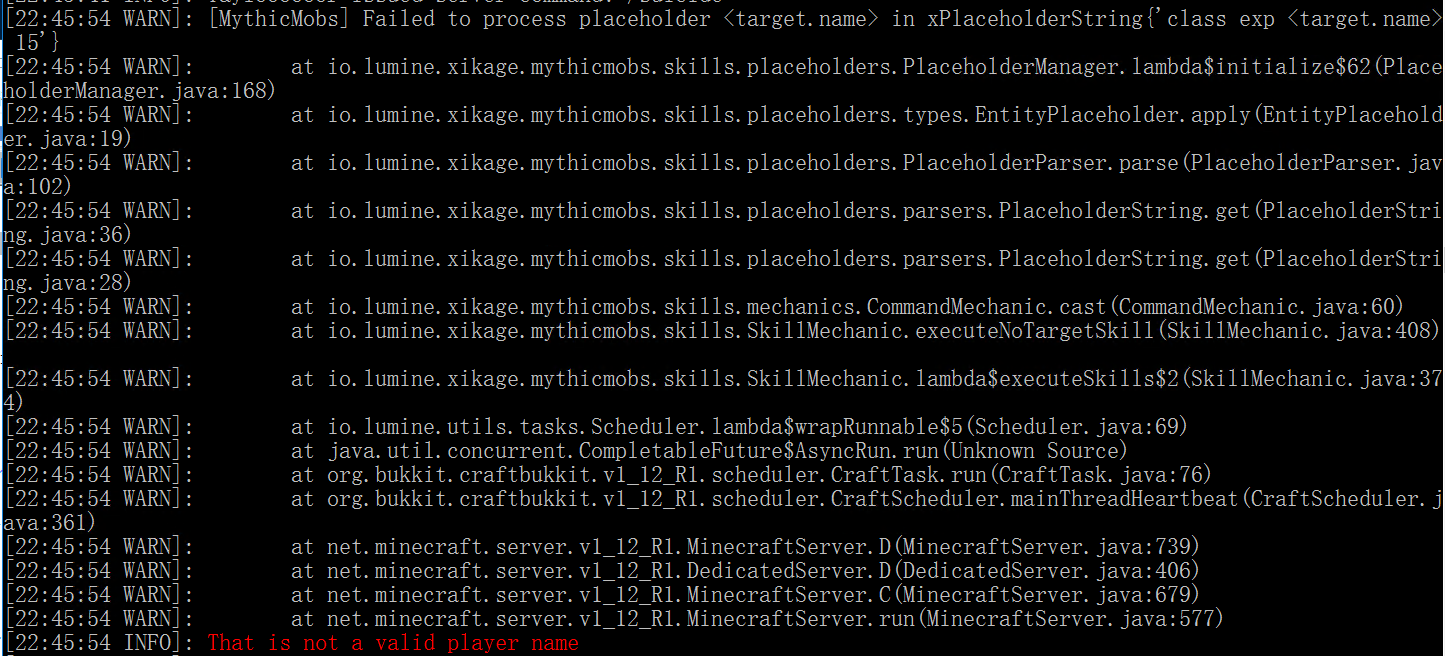 [22:45:54 WARN]: [MythicMobs] Failed to process placeholder <target.name> in xPlaceholderString{'class exp <target.name>
 15'}
[22:45:54 WARN]:        at io.lumine.xikage.mythicmobs.skills.placeholders.PlaceholderManager.lambda$initialize$62(Place
holderManager.java:168)
[22:45:54 WARN]:        at io.lumine.xikage.mythicmobs.skills.placeholders.types.EntityPlaceholder.apply(EntityPlacehold
er.java:19)
[22:45:54 WARN]:        at io.lumine.xikage.mythicmobs.skills.placeholders.PlaceholderParser.parse(PlaceholderParser.jav
a:102)
[22:45:54 WARN]:        at io.lumine.xikage.mythicmobs.skills.placeholders.parsers.PlaceholderString.get(PlaceholderStri
ng.java:36)
[22:45:54 WARN]:        at io.lumine.xikage.mythicmobs.skills.placeholders.parsers.PlaceholderString.get(PlaceholderStri
ng.java:28)
[22:45:54 WARN]:        at io.lumine.xikage.mythicmobs.skills.mechanics.CommandMechanic.cast(CommandMechanic.java:60)
[22:45:54 WARN]:        at io.lumine.xikage.mythicmobs.skills.SkillMechanic.executeNoTargetSkill(SkillMechanic.java:408)
[22:45:54 WARN]:        at io.lumine.xikage.mythicmobs.skills.SkillMechanic.lambda$executeSkills$2(SkillMechanic.java:37
4)
[22:45:54 WARN]:        at io.lumine.utils.tasks.Scheduler.lambda$wrapRunnable$5(Scheduler.java:69)
[22:45:54 WARN]:        at java.util.concurrent.CompletableFuture$AsyncRun.run(Unknown Source)
[22:45:54 WARN]:        at org.bukkit.craftbukkit.v1_12_R1.scheduler.CraftTask.run(CraftTask.java:76)
[22:45:54 WARN]:        at org.bukkit.craftbukkit.v1_12_R1.scheduler.CraftScheduler.mainThreadHeartbeat(CraftScheduler.j
ava:361)
[22:45:54 WARN]:        at net.minecraft.server.v1_12_R1.MinecraftServer.D(MinecraftServer.java:739)
[22:45:54 WARN]:        at net.minecraft.server.v1_12_R1.DedicatedServer.D(DedicatedServer.java:406)
[22:45:54 WARN]:        at net.minecraft.server.v1_12_R1.MinecraftServer.C(MinecraftServer.java:679)
[22:45:54 WARN]:        at net.minecraft.server.v1_12_R1.MinecraftServer.run(MinecraftServer.java:577)
[22:45:54 INFO]: That is not a valid player name